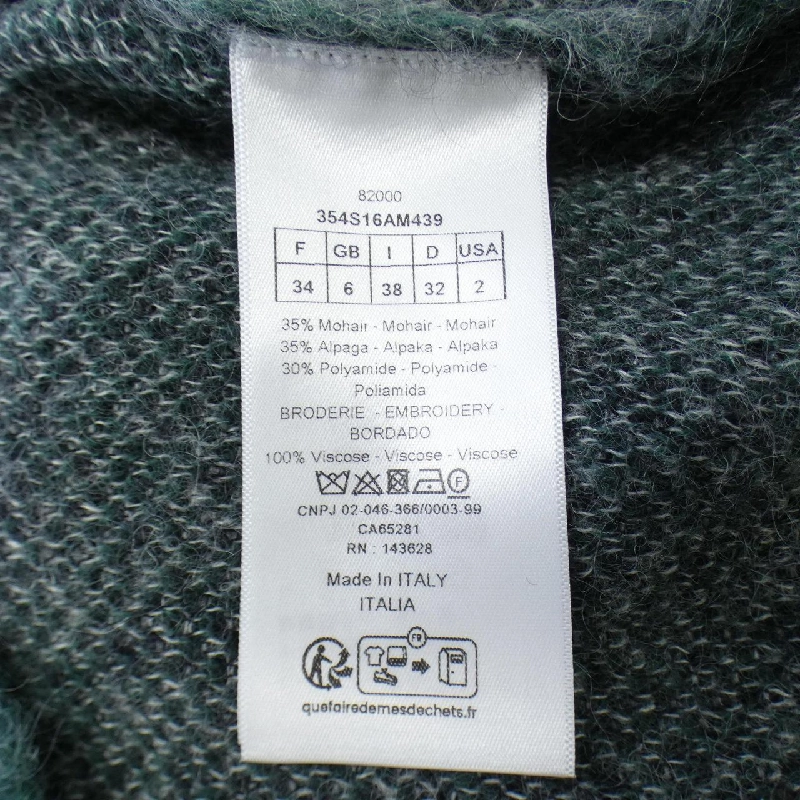 82000
354S16AM439
F GB I D USA
34 6 38 32 2
35% Mohair - Mohair - Mohair
35% Alpaga - Alpaka - Alpaka
30% Polyamide - Polyamide -
Poliamida
BRODERIE - EMBROIDERY -
BORDADO
100% Viscose - Viscose - Viscose
F
CNPJ 02-046-366/0003-99
CA65281
RN : 143628
Made In ITALY
ITALIA
FR
quefairedemesdechets.fr